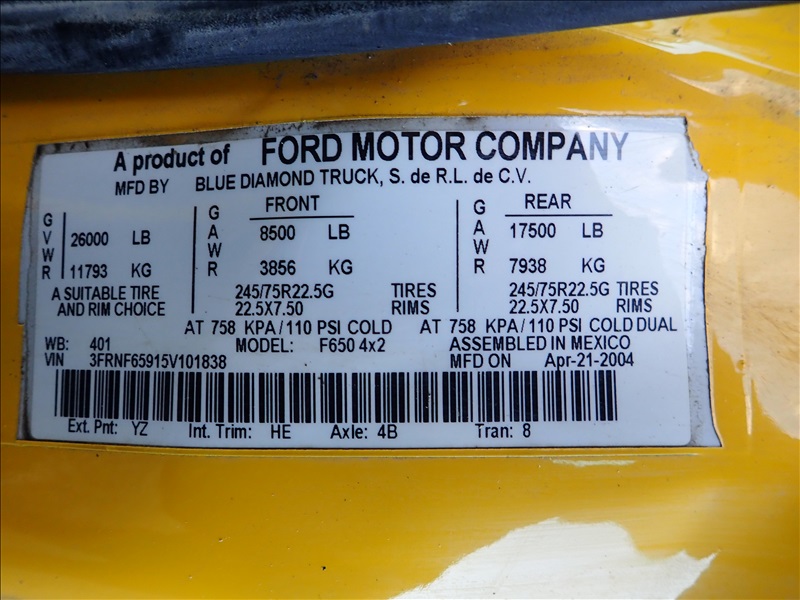 A product of FORD MOTOR COMPANY
MFD BY BLUE DIAMOND TRUCK, S. de R.L. de C.V.
GVWR 26000 LB
11793 KG
FRONT
GAWR 8500 LB
3856 KG
REAR
GAWR 17500 LB
7938 KG
A SUITABLE TIRE 245/75R22.5G TIRES 245/75R22.5G TIRES
AND RIM CHOICE 22.5X7.50 RIMS 22.5X7.50 RIMS
AT 758 KPA/110 PSI COLD AT 758 KPA/110 PSI COLD DUAL
WB: 401 MODEL: F650 4x2 ASSEMBLED IN MEXICO
VIN 3FRNF65915V101838 MFD ON Apr-21-2004
Ext. Pnt: YZ Int. Trim: HE Axle: 4B Tran: 8